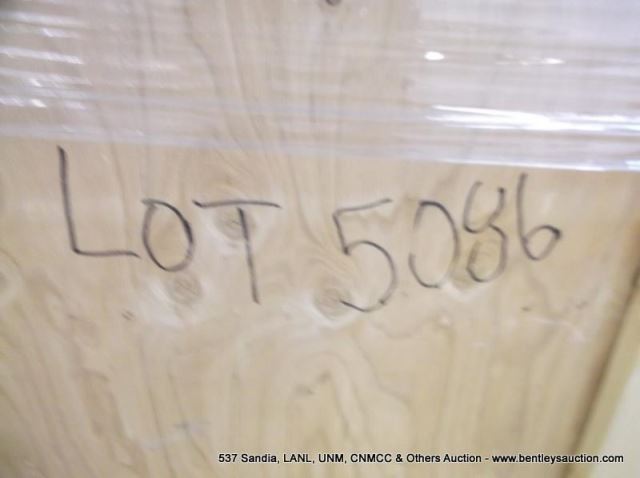 LOT 5086
537 Sandia, LANL, UNM, CNMCC & Others Auction - www.bentleysauction.com